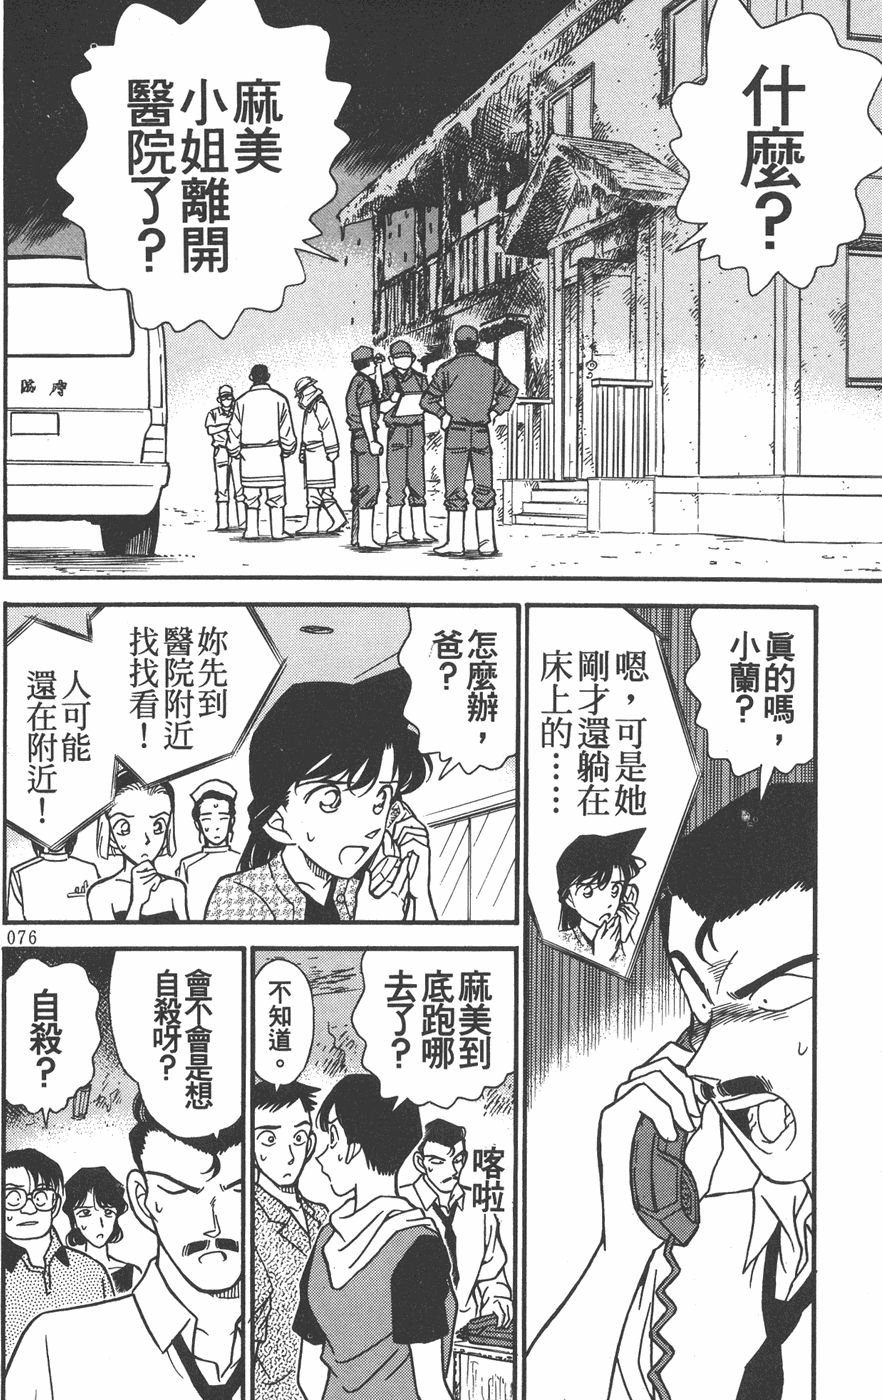 什麼？
麻美
小姐離開
醫院了？
眞的嗎，
小蘭？
嗯，可是她
剛才還躺在
床上的……
怎麼辦，
爸？
妳先到
醫院附近
找找看！
人可能
還在附近！
076
麻美到
底跑哪
去了？
喀啦
不知道。
會不會是想
自殺呀？
自殺？